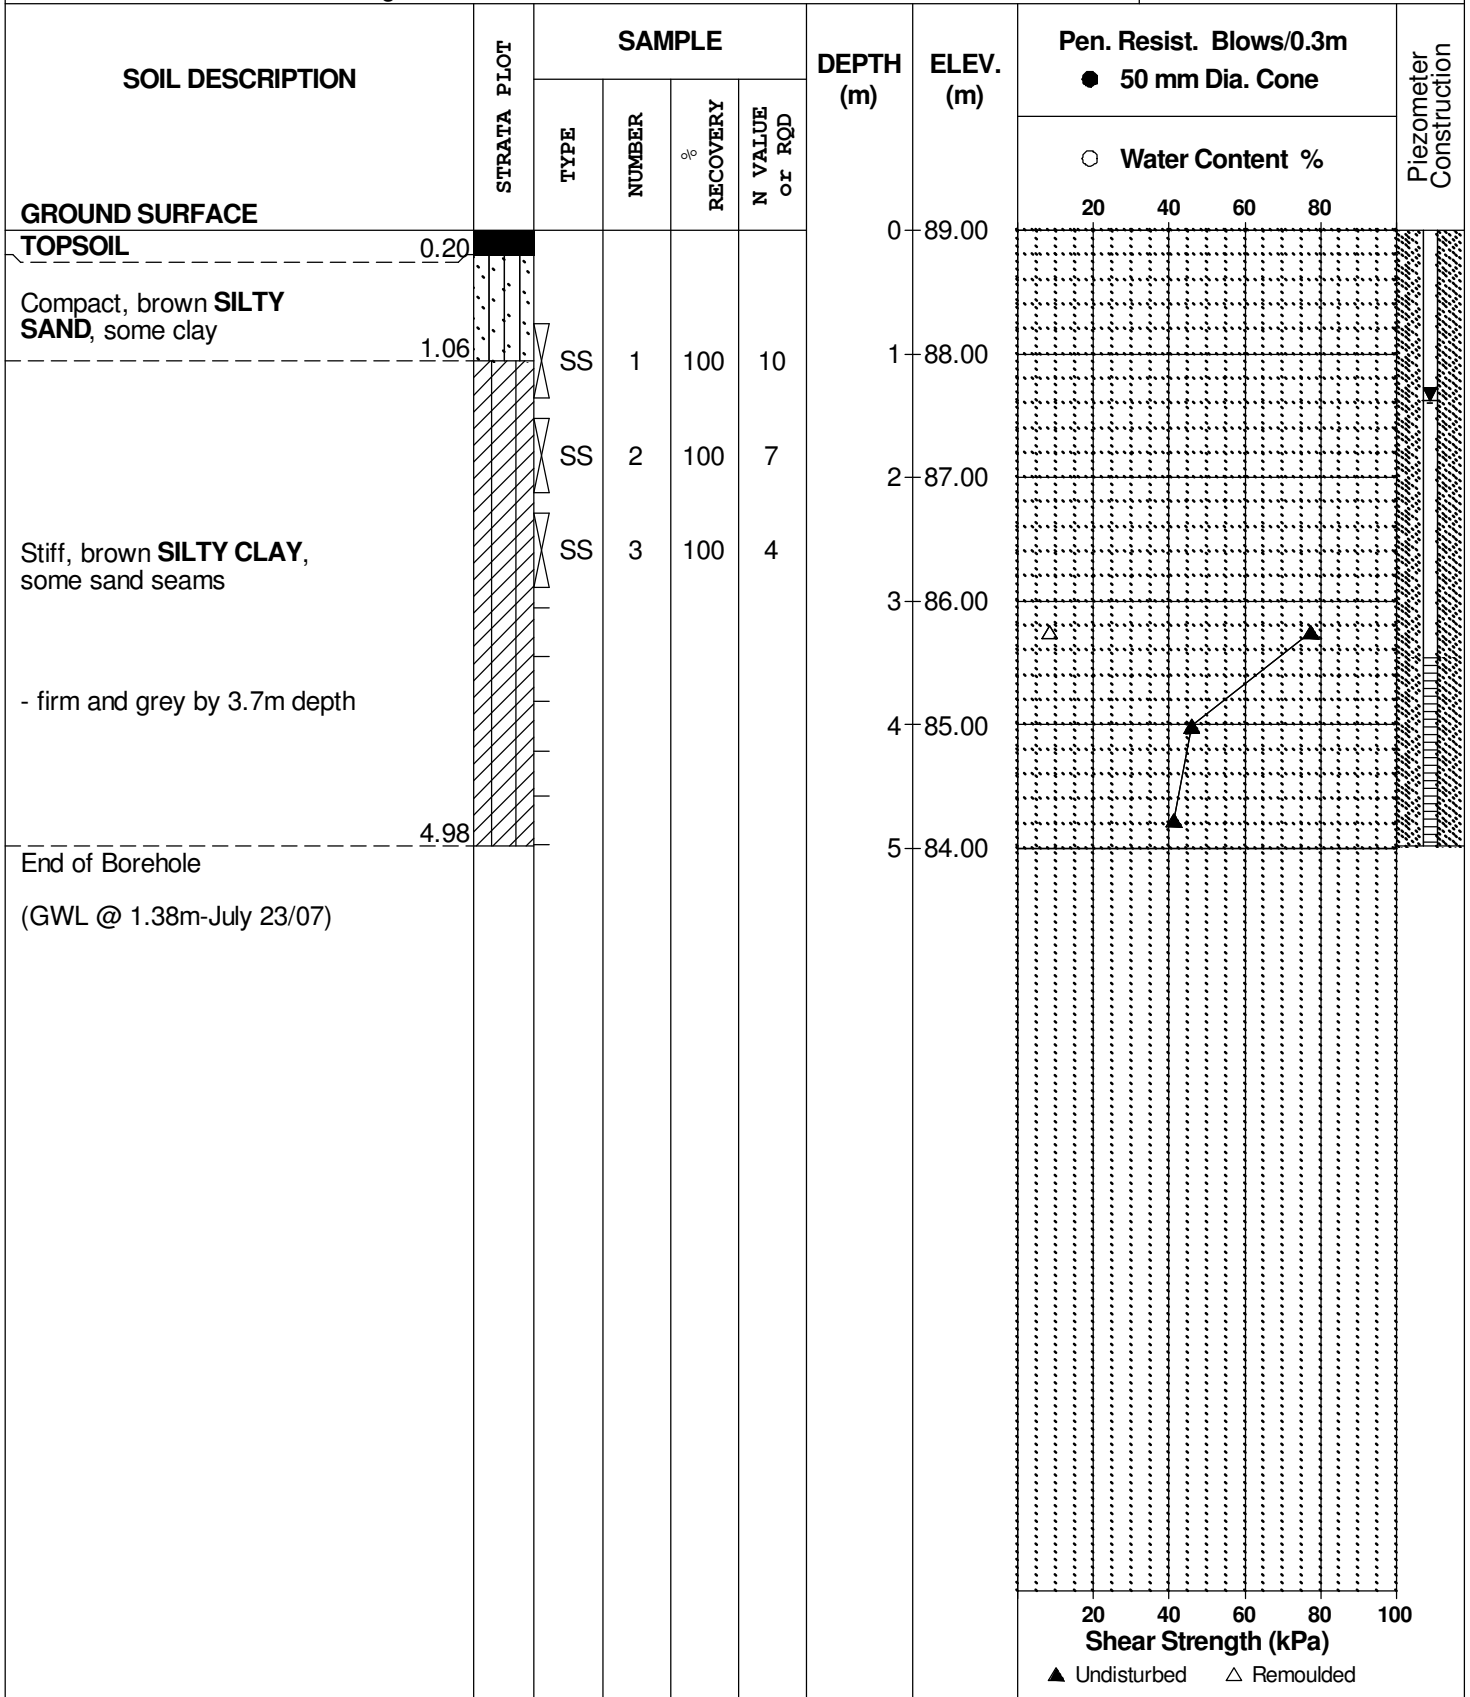 SOIL DESCRIPTION
STRATA PLOT
SAMPLE
TYPE
NUMBER
%
RECOVERY
N VALUE
or RQD
DEPTH
(m)
ELEV.
(m)
Pen. Resist. Blows/0.3m
● 50 mm Dia. Cone
○ Water Content %
Piezometer
Construction
20 40 60 80
GROUND SURFACE
0 89.00
TOPSOIL 0.20
Compact, brown SILTY
SAND, some clay
1.06
SS 1 100 10
1 88.00
SS 2 100 7
2 87.00
Stiff, brown SILTY CLAY,
some sand seams
SS 3 100 4
3 86.00
- firm and grey by 3.7m depth
4 85.00
4.98
5 84.00
End of Borehole
(GWL @ 1.38m-July 23/07)
20 40 60 80 100
Shear Strength (kPa)
▲ Undisturbed △ Remoulded